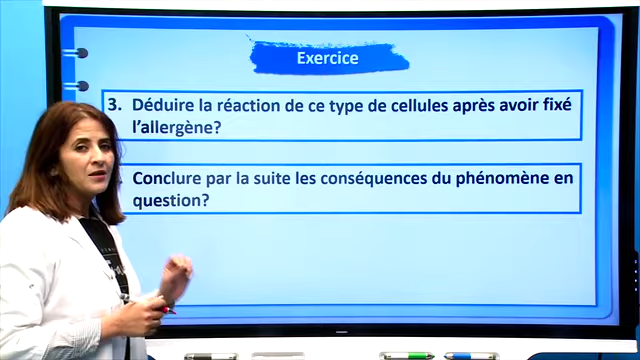 Exercice
3. Déduire la réaction de ce type de cellules après avoir fixé
l’allergène?
Conclure par la suite les conséquences du phénomène en
question?